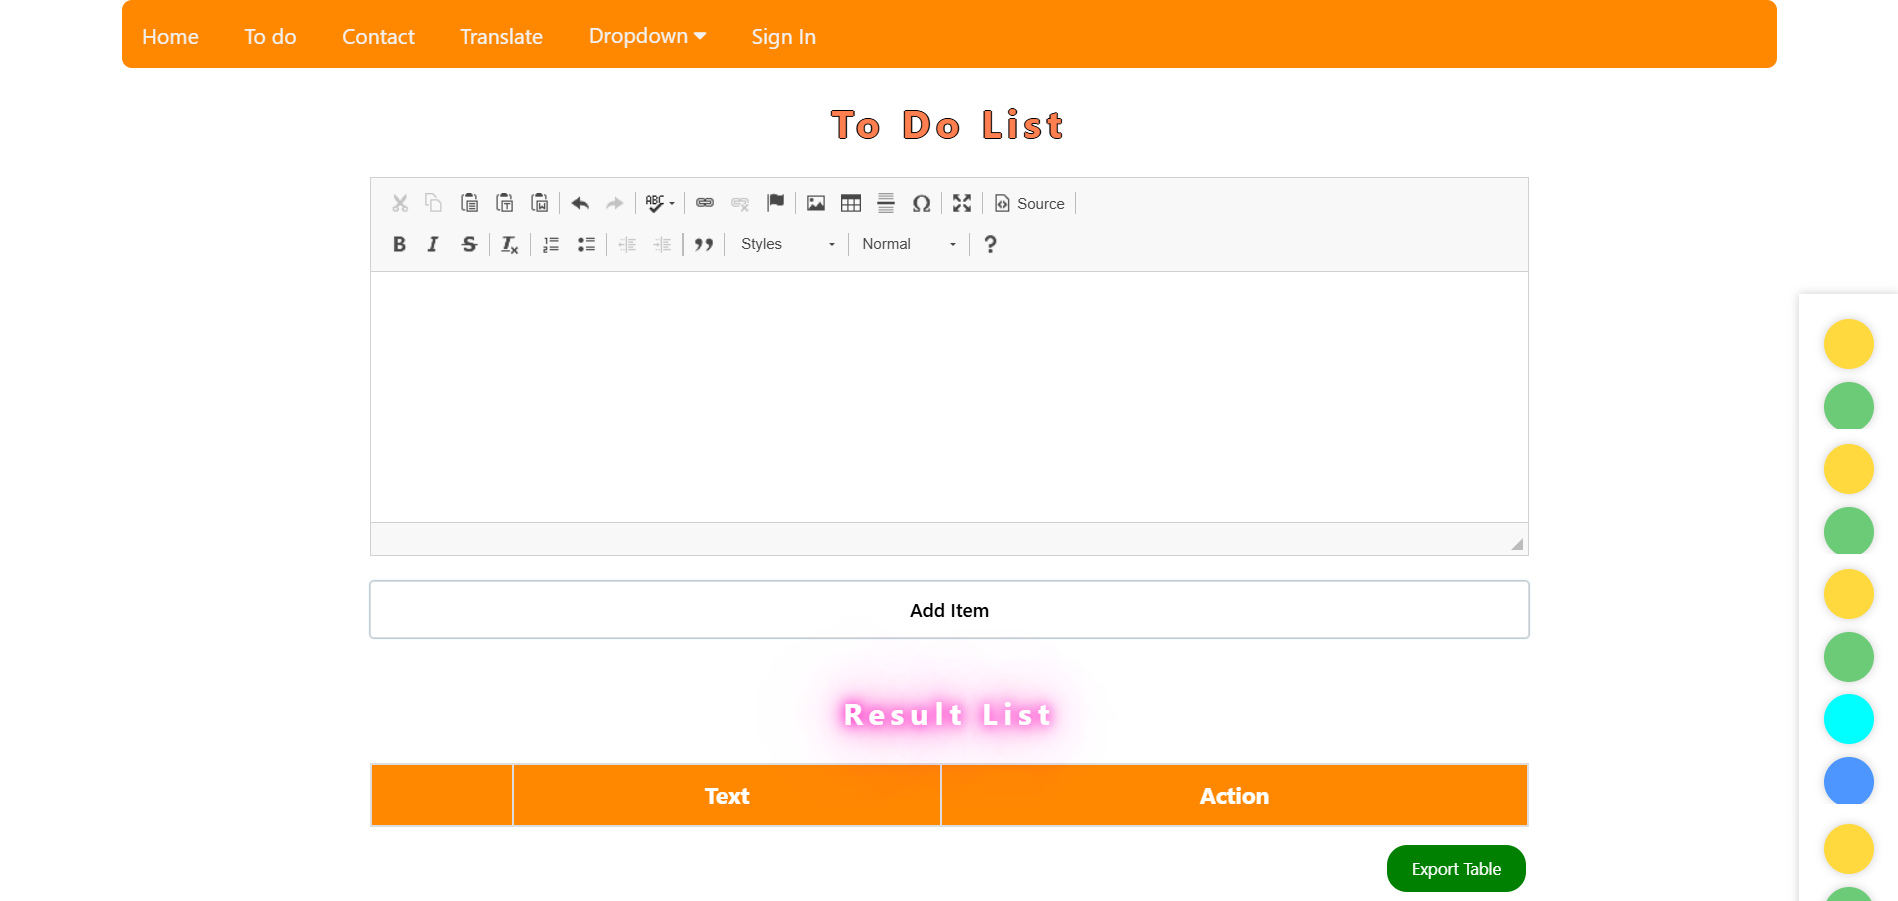 Home To do Contact Translate Dropdown Sign In
To Do List
ABC Source
B I S Styles Normal ?
Add Item
Result List
Text Action
Export Table